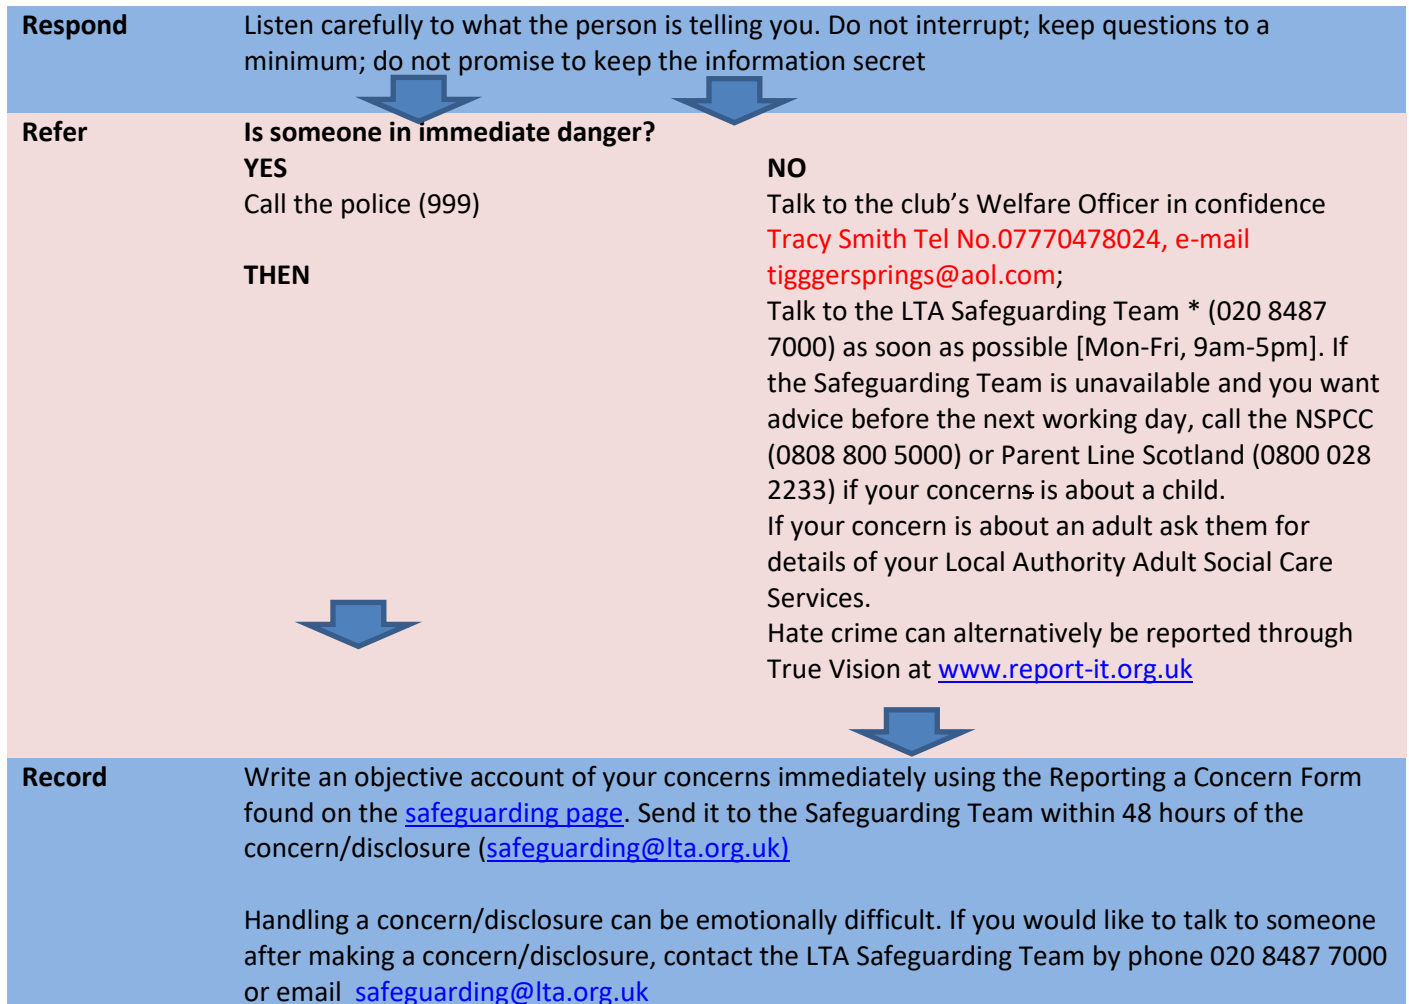 Respond
Listen carefully to what the person is telling you. Do not interrupt; keep questions to a
minimum; do not promise to keep the information secret
Refer
Is someone in immediate danger?
YES
Call the police (999)
THEN
NO
Talk to the club’s Welfare Officer in confidence
Tracy Smith Tel No.07770478024, e-mail
tigggersprings@aol.com;
Talk to the LTA Safeguarding Team * (020 8487
7000) as soon as possible [Mon-Fri, 9am-5pm]. If
the Safeguarding Team is unavailable and you want
advice before the next working day, call the NSPCC
(0808 800 5000) or Parent Line Scotland (0800 028
2233) if your concerns is about a child.
If your concern is about an adult ask them for
details of your Local Authority Adult Social Care
Services.
Hate crime can alternatively be reported through
True Vision at www.report-it.org.uk
Record
Write an objective account of your concerns immediately using the Reporting a Concern Form
found on the safeguarding page. Send it to the Safeguarding Team within 48 hours of the
concern/disclosure (safeguarding@lta.org.uk)
Handling a concern/disclosure can be emotionally difficult. If you would like to talk to someone
after making a concern/disclosure, contact the LTA Safeguarding Team by phone 020 8487 7000
or email safeguarding@lta.org.uk